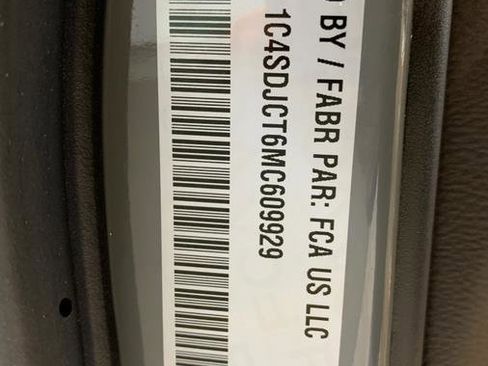 BY / FABR PAR: FCA US LLC
1C4SDJCT6MC609929